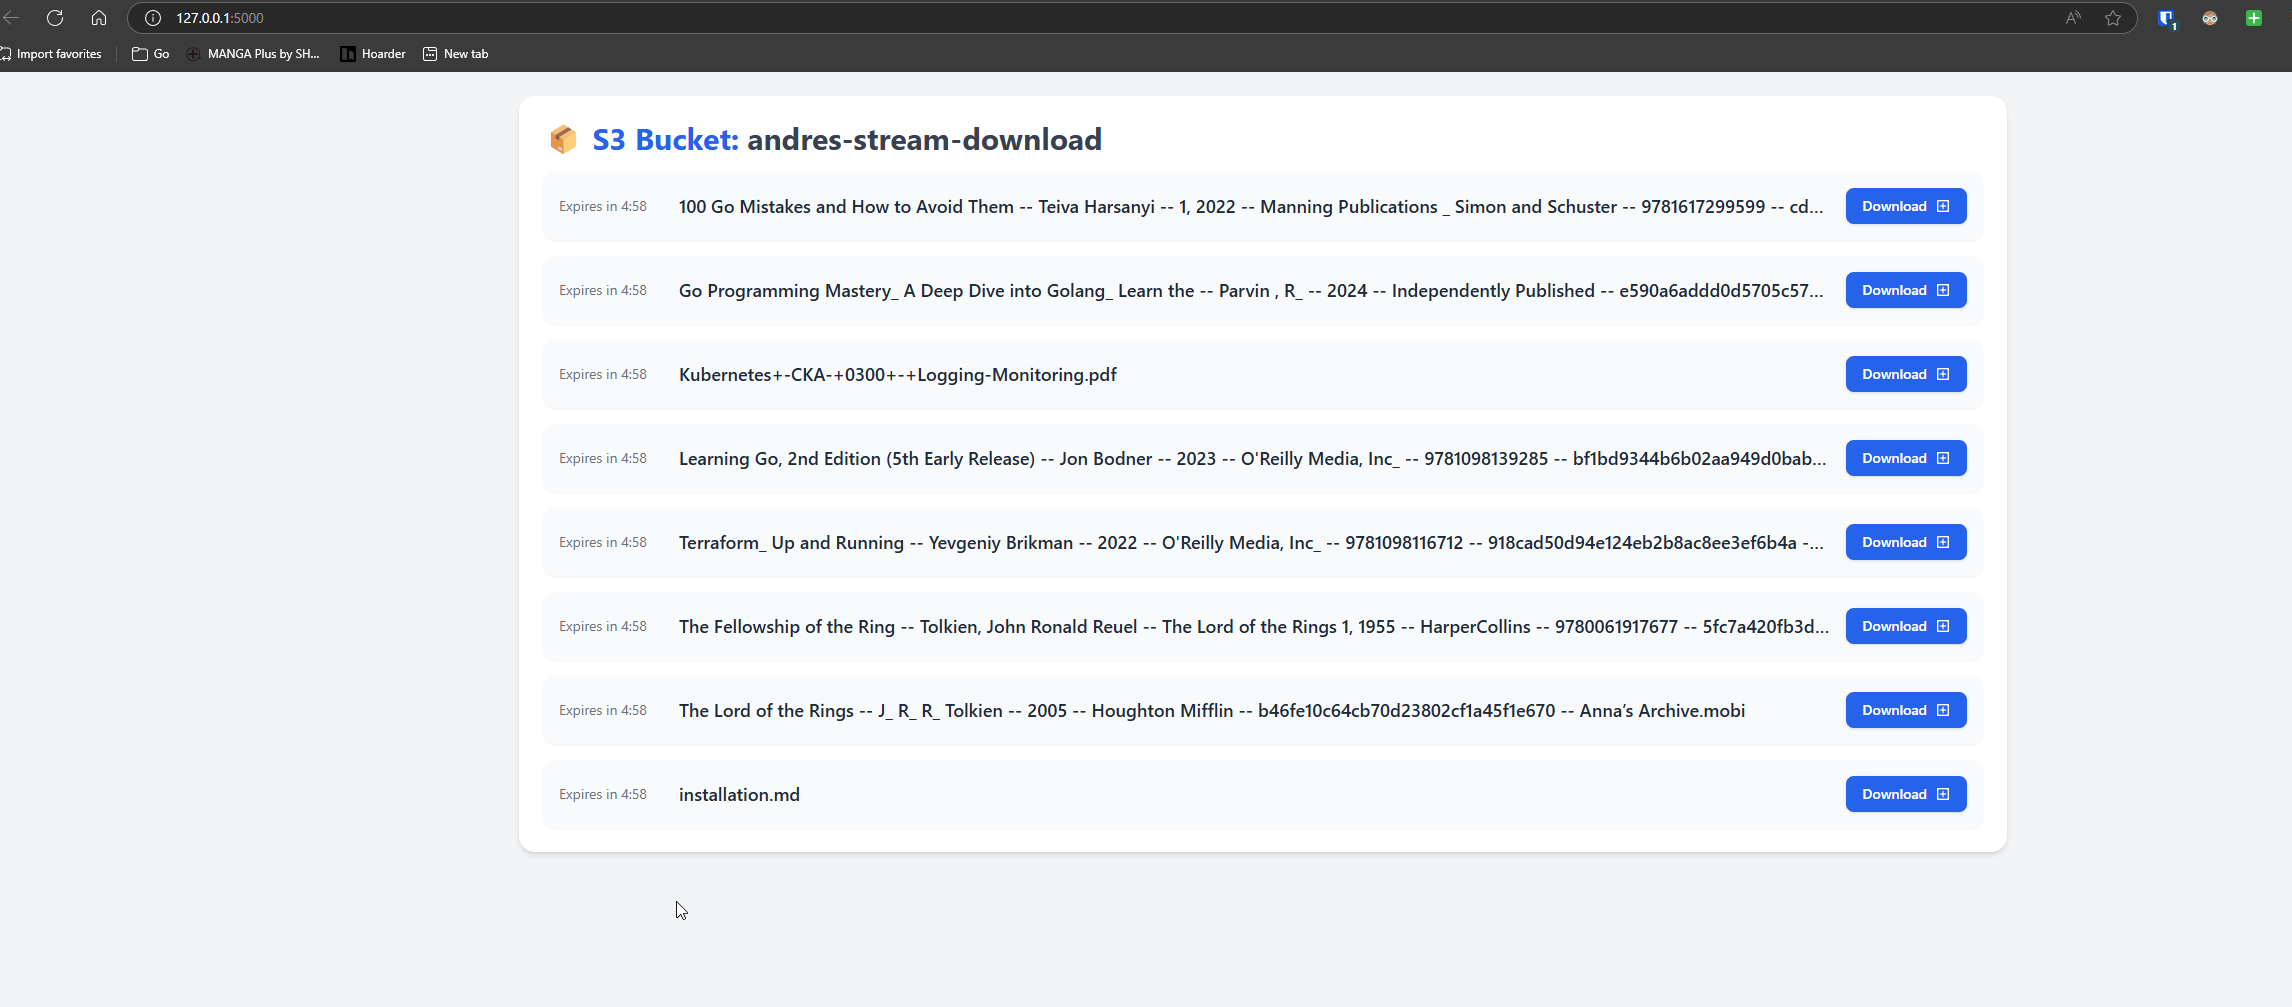 127.0.0.1:5000
Import favorites Go MANGA Plus by SH... Hoarder New tab
S3 Bucket: andres-stream-download
Expires in 4:58 100 Go Mistakes and How to Avoid Them -- Teiva Harsanyi -- 1, 2022 -- Manning Publications _ Simon and Schuster -- 9781617299599 -- cd... Download
Expires in 4:58 Go Programming Mastery_ A Deep Dive into Golang_ Learn the -- Parvin , R_ -- 2024 -- Independently Published -- e590a6addd0d5705c57... Download
Expires in 4:58 Kubernetes+-CKA-+0300+-+Logging-Monitoring.pdf Download
Expires in 4:58 Learning Go, 2nd Edition (5th Early Release) -- Jon Bodner -- 2023 -- O'Reilly Media, Inc_ -- 9781098139285 -- bf1bd9344b6b02aa949d0bab... Download
Expires in 4:58 Terraform_ Up and Running -- Yevgeniy Brikman -- 2022 -- O'Reilly Media, Inc_ -- 9781098116712 -- 918cad50d94e124eb2b8ac8ee3ef6b4a -... Download
Expires in 4:58 The Fellowship of the Ring -- Tolkien, John Ronald Reuel -- The Lord of the Rings 1, 1955 -- HarperCollins -- 9780061917677 -- 5fc7a420fb3d... Download
Expires in 4:58 The Lord of the Rings -- J_ R_ R_ Tolkien -- 2005 -- Houghton Mifflin -- b46fe10c64cb70d23802cf1a45f1e670 -- Anna’s Archive.mobi Download
Expires in 4:58 installation.md Download